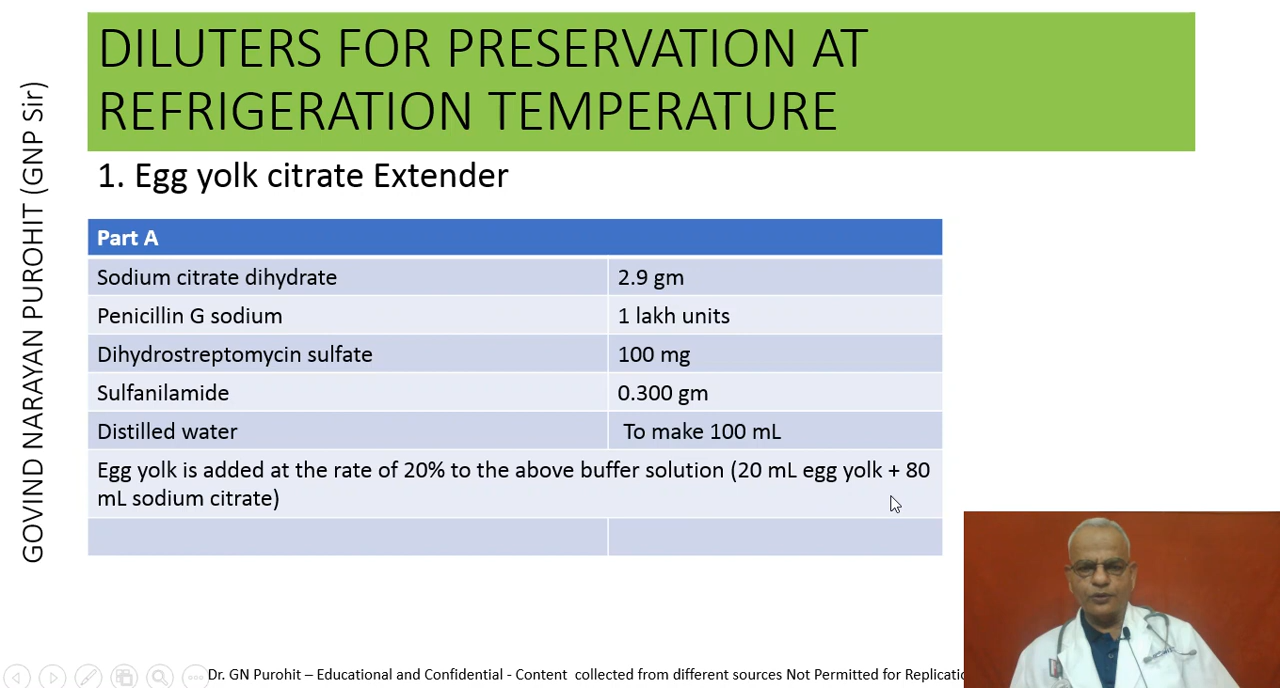 DILUTERS FOR PRESERVATION AT
REFRIGERATION TEMPERATURE
GOVIND NARAYAN PUROHIT (GNP Sir)
1. Egg yolk citrate Extender
Part A
Sodium citrate dihydrate 2.9 gm
Penicillin G sodium 1 lakh units
Dihydrostreptomycin sulfate 100 mg
Sulfanilamide 0.300 gm
Distilled water To make 100 mL
Egg yolk is added at the rate of 20% to the above buffer solution (20 mL egg yolk + 80
mL sodium citrate)
Dr. GN Purohit – Educational and Confidential - Content collected from different sources Not Permitted for